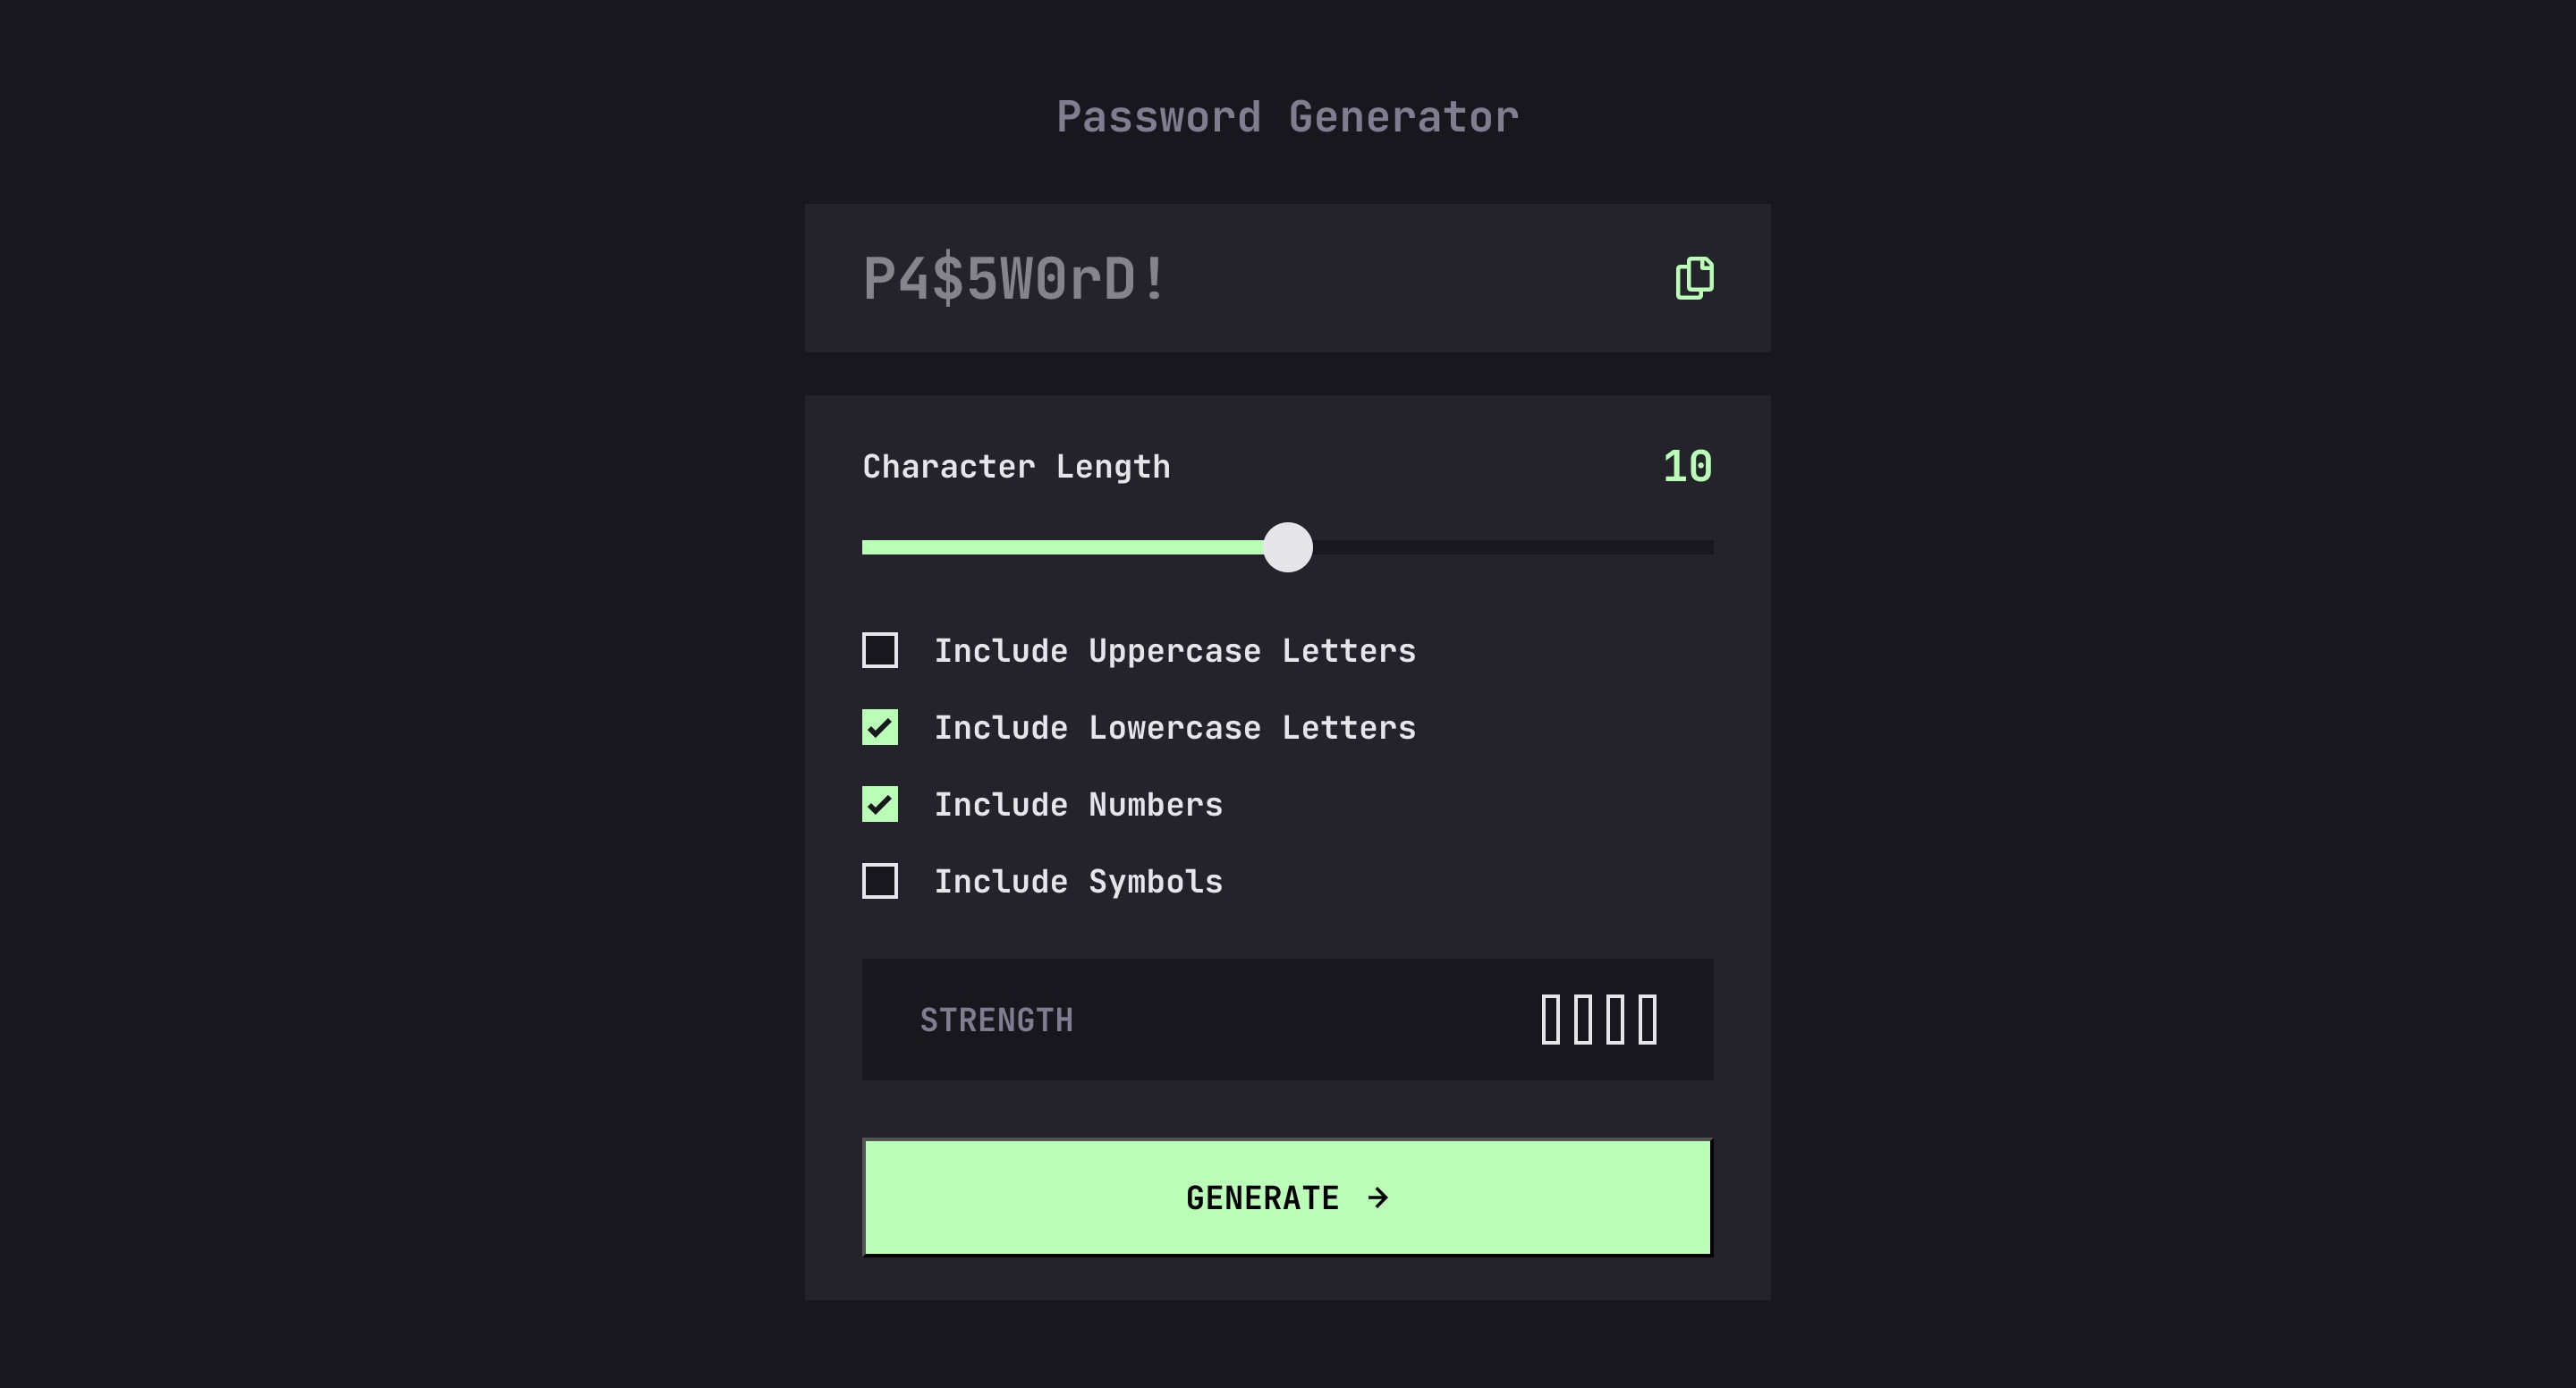 Password Generator
P4$5W0rD!
Character Length 10
Include Uppercase Letters
Include Lowercase Letters
Include Numbers
Include Symbols
STRENGTH
GENERATE →